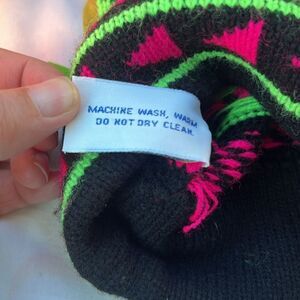 MACHINE WASH, WARM
DO NOT DRY CLEAN.